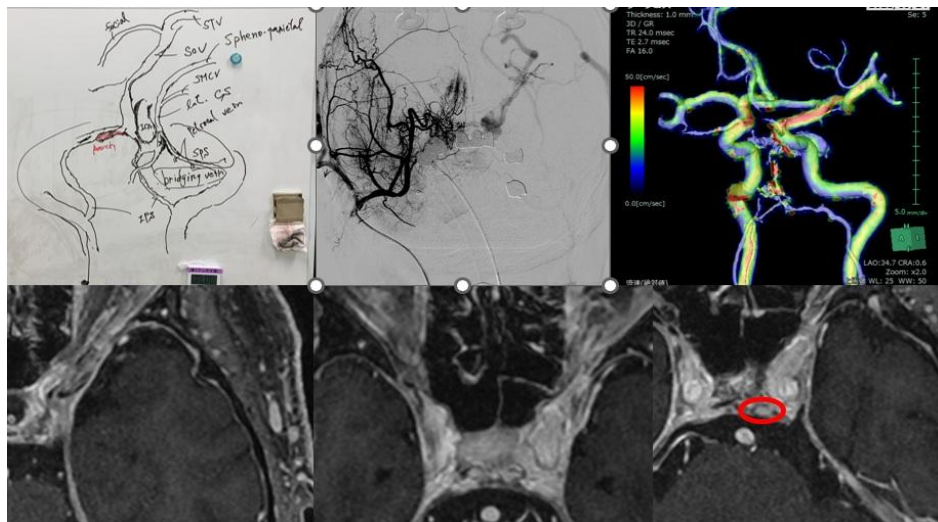 STV
facial
SOV
Spheno-parietal
SMCV
Lat. CS
Petrosal vein
ICA
SPS
Pouch
bridging vein
IPS
Se: 5
Thickness: 1.0 mm
3D / GR
TR 24.0 msec
TE 2.7 msec
FA 16.0
50.0[cm/sec]
0.0[cm/sec]
5.0 mm/div
A
LAO:34.7 CRA:0.6
Zoom: x2.0
WL: 25 WW: 50